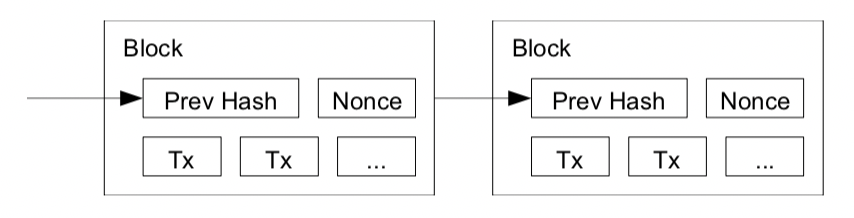 Block
Prev Hash Nonce
Tx Tx ...
Block
Prev Hash Nonce
Tx Tx ...